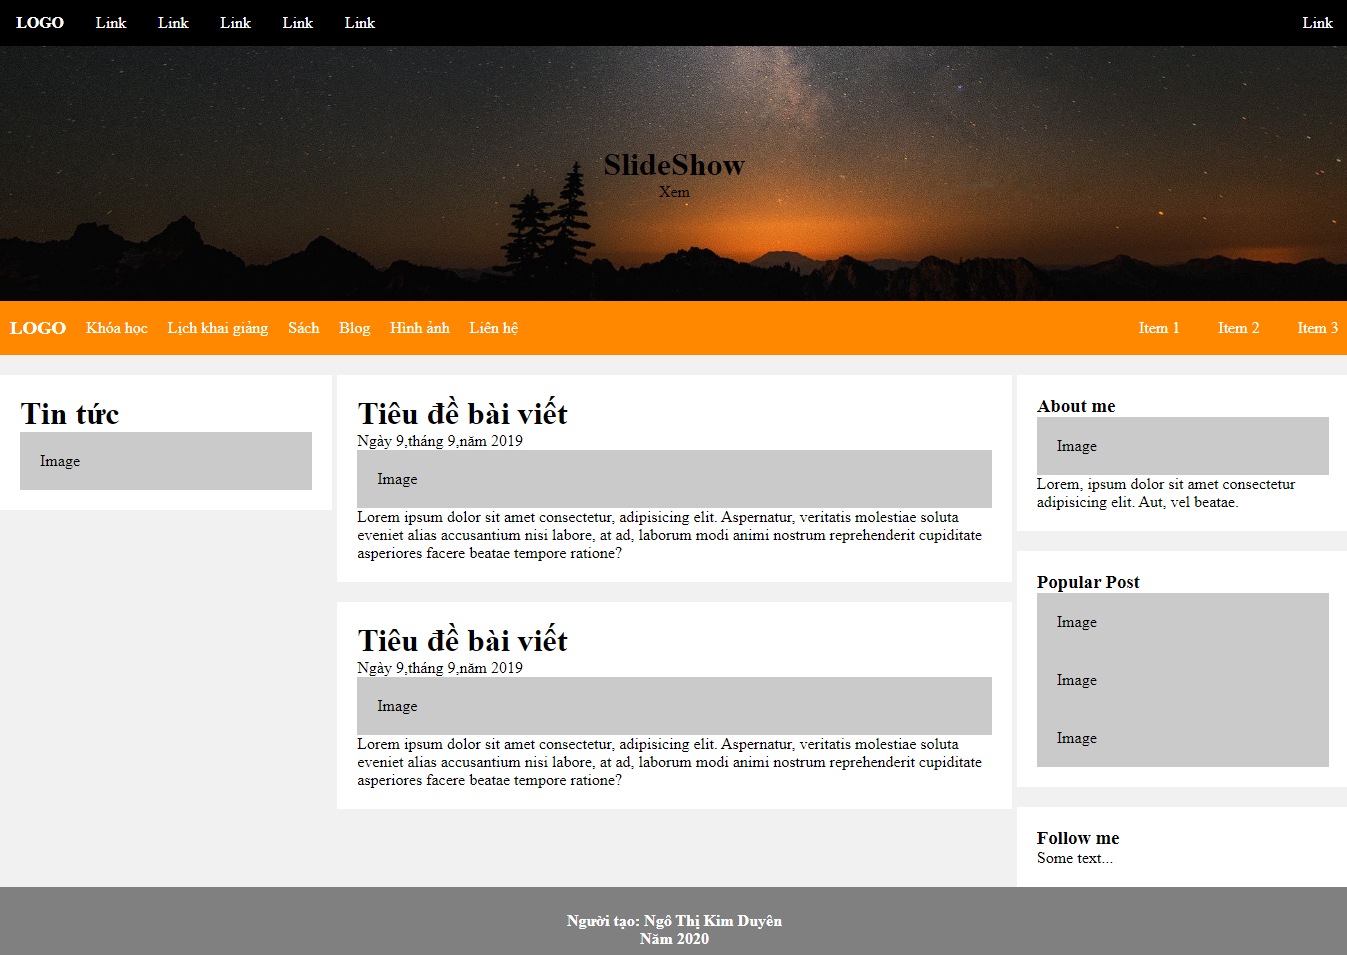 LOGO Link Link Link Link Link Link
SlideShow
Xem
LOGO Khóa học Lịch khai giảng Sách Blog Hình ảnh Liên hệ Item 1 Item 2 Item 3
Tin tức
Image
Tiêu đề bài viết
Ngày 9,tháng 9,năm 2019
Image
Lorem ipsum dolor sit amet consectetur, adipisicing elit. Aspernatur, veritatis molestiae soluta
eveniet alias accusantium nisi labore, at ad, laborum modi animi nostrum reprehenderit cupiditate
asperiores facere beatae tempore ratione?
Tiêu đề bài viết
Ngày 9,tháng 9,năm 2019
Image
Lorem ipsum dolor sit amet consectetur, adipisicing elit. Aspernatur, veritatis molestiae soluta
eveniet alias accusantium nisi labore, at ad, laborum modi animi nostrum reprehenderit cupiditate
asperiores facere beatae tempore ratione?
About me
Image
Lorem, ipsum dolor sit amet consectetur
adipisicing elit. Aut, vel beatae.
Popular Post
Image
Image
Image
Follow me
Some text...
Người tạo: Ngô Thị Kim Duyên
Năm 2020